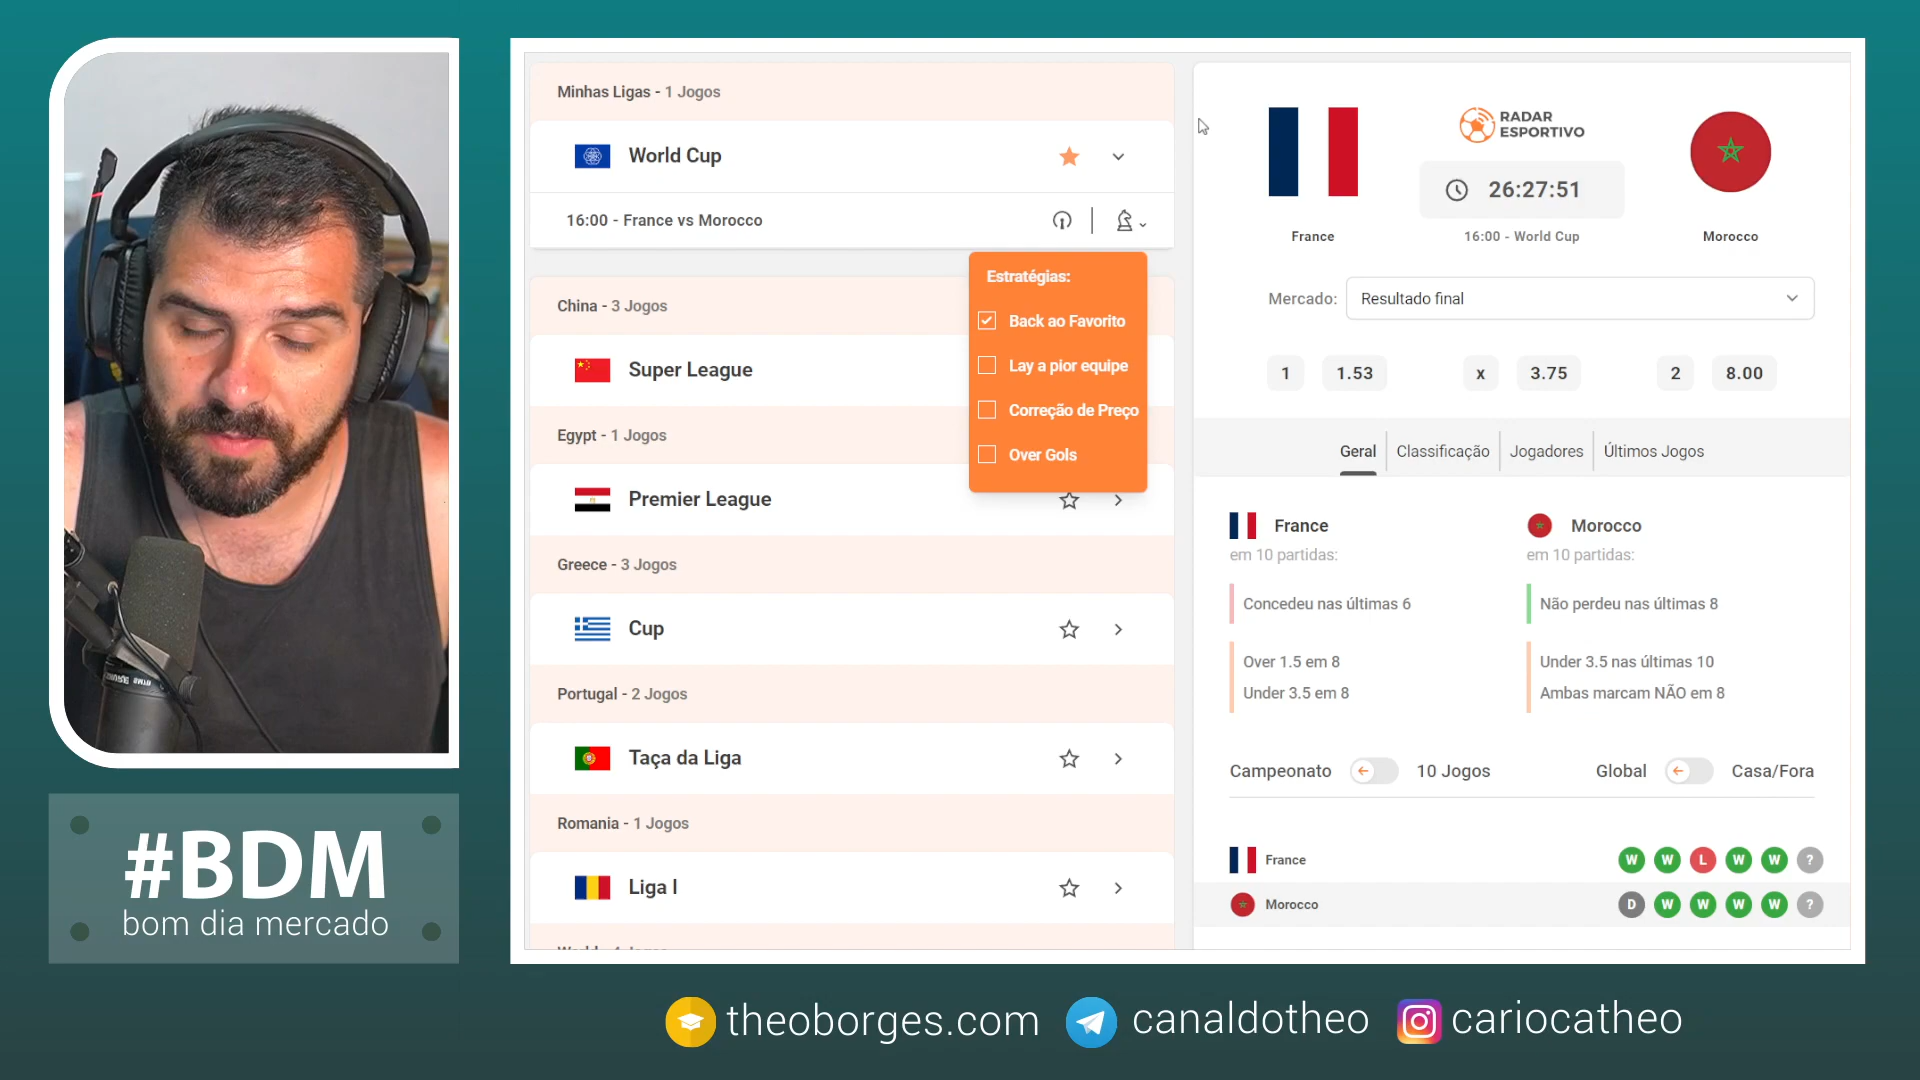 Minhas Ligas - 1 Jogos
World Cup
16:00 - France vs Morocco
Estratégias:
Back ao Favorito
Lay a pior equipe
Correção de Preço
Over Gols
China - 3 Jogos
Super League
Egypt - 1 Jogos
Premier League
Greece - 3 Jogos
Cup
Portugal - 2 Jogos
Taça da Liga
Romania - 1 Jogos
Liga I
RADAR
ESPORTIVO
26:27:51
France
16:00 - World Cup
Morocco
Mercado: Resultado final
1 1.53 x 3.75 2 8.00
Geral Classificação Jogadores Últimos Jogos
France
em 10 partidas:
Concedeu nas últimas 6
Over 1.5 em 8
Under 3.5 em 8
Morocco
em 10 partidas:
Não perdeu nas últimas 8
Under 3.5 nas últimas 10
Ambas marcam NÃO em 8
Campeonato 10 Jogos Global Casa/Fora
France W W L W W ?
Morocco D W W W W ?
#BDM
bom dia mercado
theoborges.com canaldotheo cariocatheo